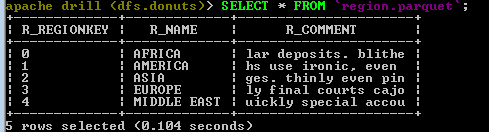 apache drill (dfs.donuts)> SELECT * FROM `region.parquet`;
+--------------+--------------+-----------------------+
| R_REGIONKEY | R_NAME | R_COMMENT |
+--------------+--------------+-----------------------+
| 0 | AFRICA | lar deposits. blithe |
| 1 | AMERICA | hs use ironic, even |
| 2 | ASIA | ges. thinly even pin |
| 3 | EUROPE | ly final courts cajo |
| 4 | MIDDLE EAST | uickly special accou |
+--------------+--------------+-----------------------+
5 rows selected (0.104 seconds)